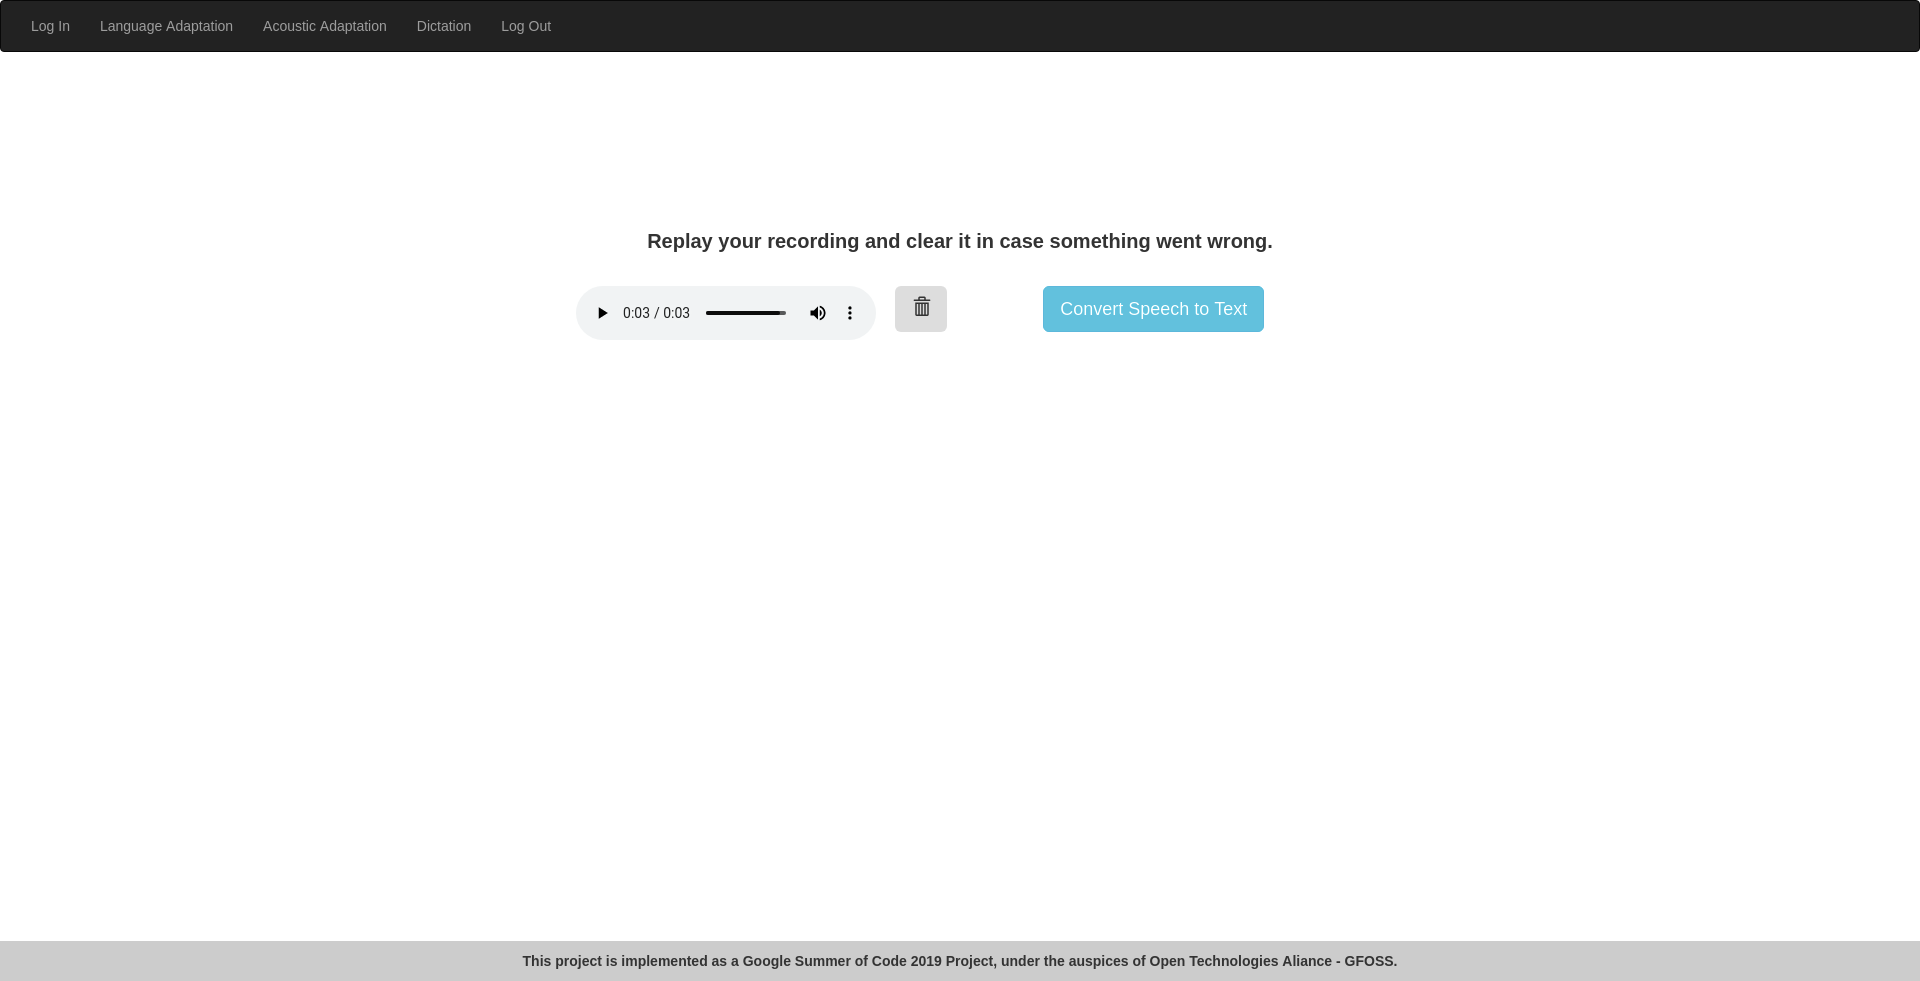 Log In Language Adaptation Acoustic Adaptation Dictation Log Out
Replay your recording and clear it in case something went wrong.
0:03 / 0:03 Convert Speech to Text
This project is implemented as a Google Summer of Code 2019 Project, under the auspices of Open Technologies Aliance - GFOSS.